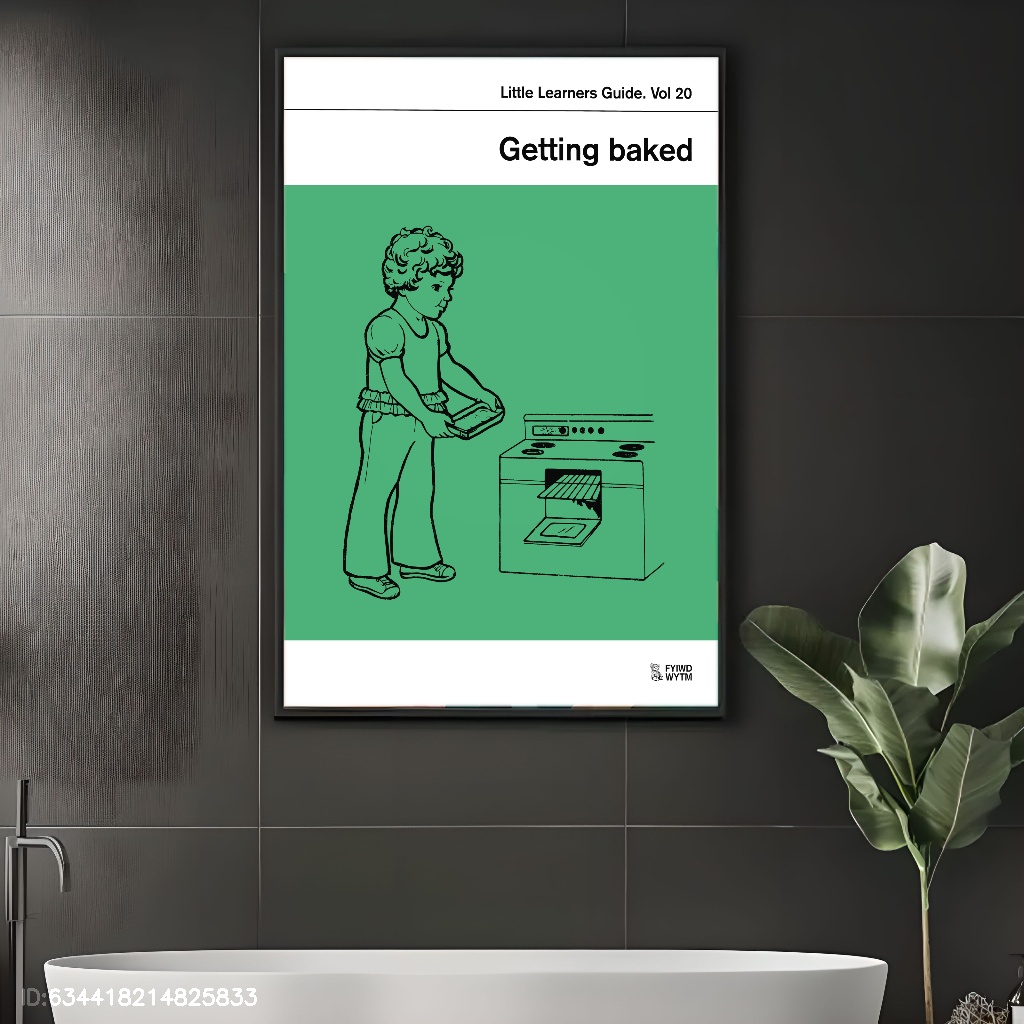 Little Learners Guide. Vol 20
Getting baked
FYIWD
WYTM
ID:634418214825833